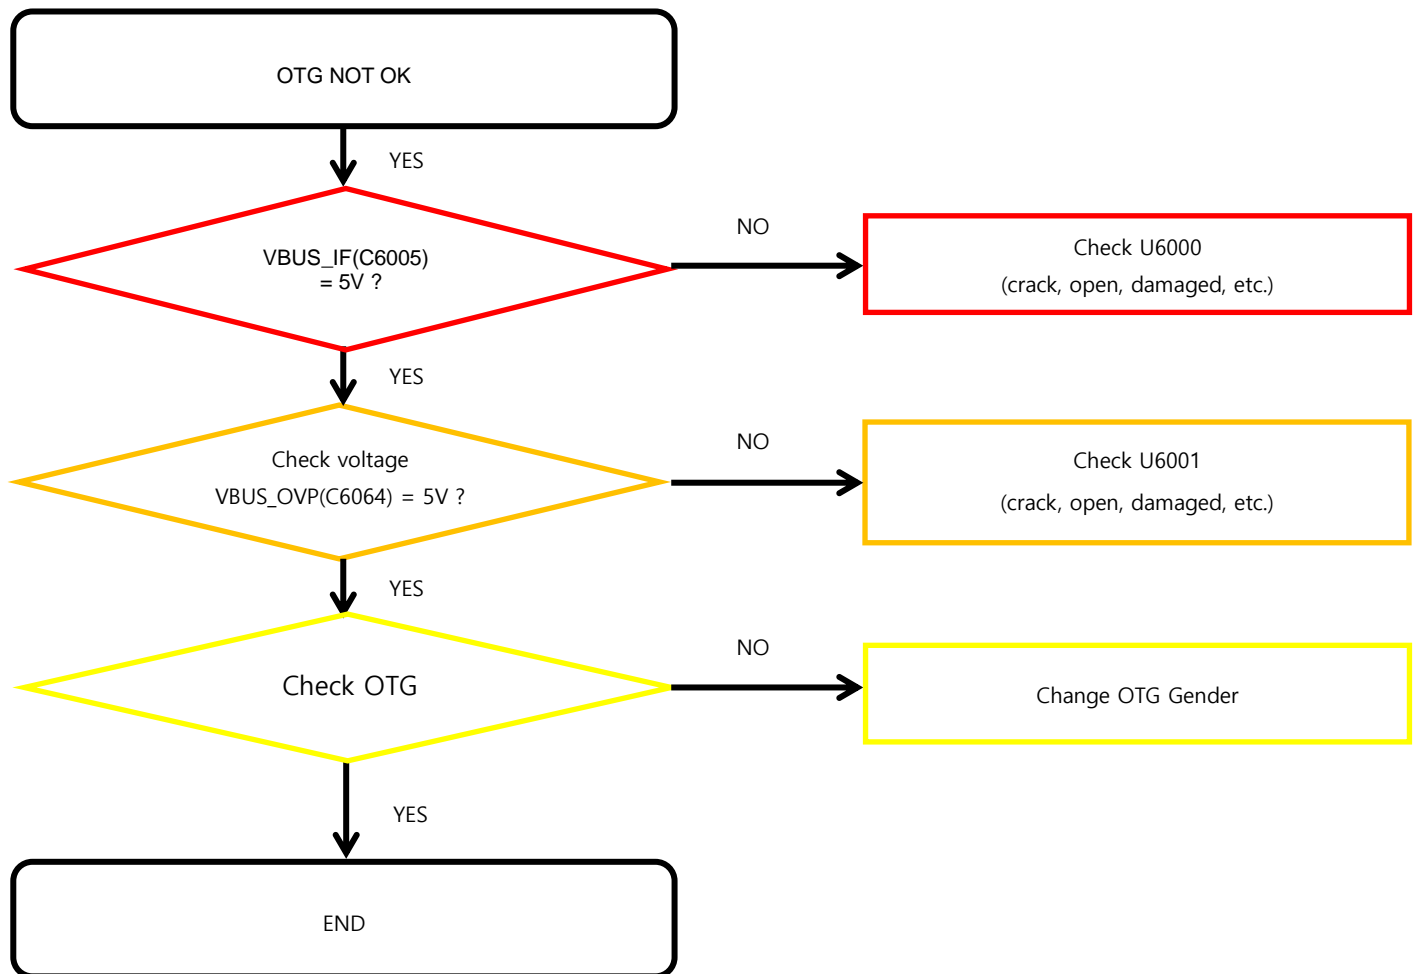 OTG NOT OK
YES
VBUS_IF(C6005)
= 5V ?
NO
Check U6000
(crack, open, damaged, etc.)
YES
Check voltage
VBUS_OVP(C6064) = 5V ?
NO
Check U6001
(crack, open, damaged, etc.)
YES
Check OTG
NO
Change OTG Gender
YES
END